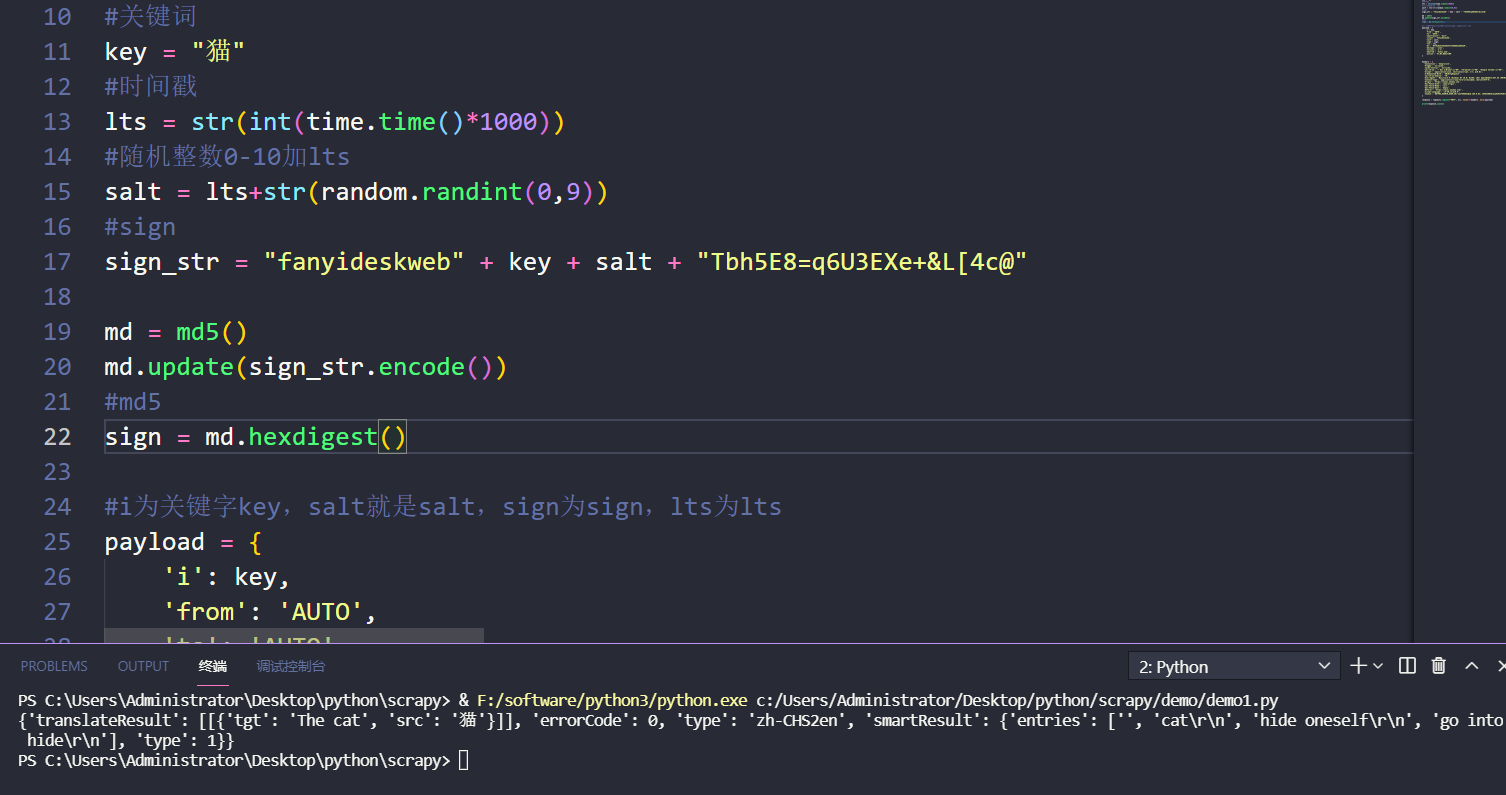 10 #关键词
11 key = "猫"
12 #时间戳
13 lts = str(int(time.time()*1000))
14 #随机整数0-10加lts
15 salt = lts+str(random.randint(0,9))
16 #sign
17 sign_str = "fanyideskweb" + key + salt + "Tbh5E8=q6U3EXe+&L[4c@"
18
19 md = md5()
20 md.update(sign_str.encode())
21 #md5
22 sign = md.hexdigest()
23
24 #i为关键字key，salt就是salt，sign为sign，lts为lts
25 payload = {
26 'i': key,
27 'from': 'AUTO',
PROBLEMS OUTPUT 终端 调试控制台 2: Python
PS C:\Users\Administrator\Desktop\python\scrapy> & F:/software/python3/python.exe c:/Users/Administrator/Desktop/python/scrapy/demo/demo1.py
{'translateResult': [[{'tgt': 'The cat', 'src': '猫'}]], 'errorCode': 0, 'type': 'zh-CHS2en', 'smartResult': {'entries': ['', 'cat\r\n', 'hide oneself\r\n', 'go into
hide\r\n'], 'type': 1}}
PS C:\Users\Administrator\Desktop\python\scrapy>